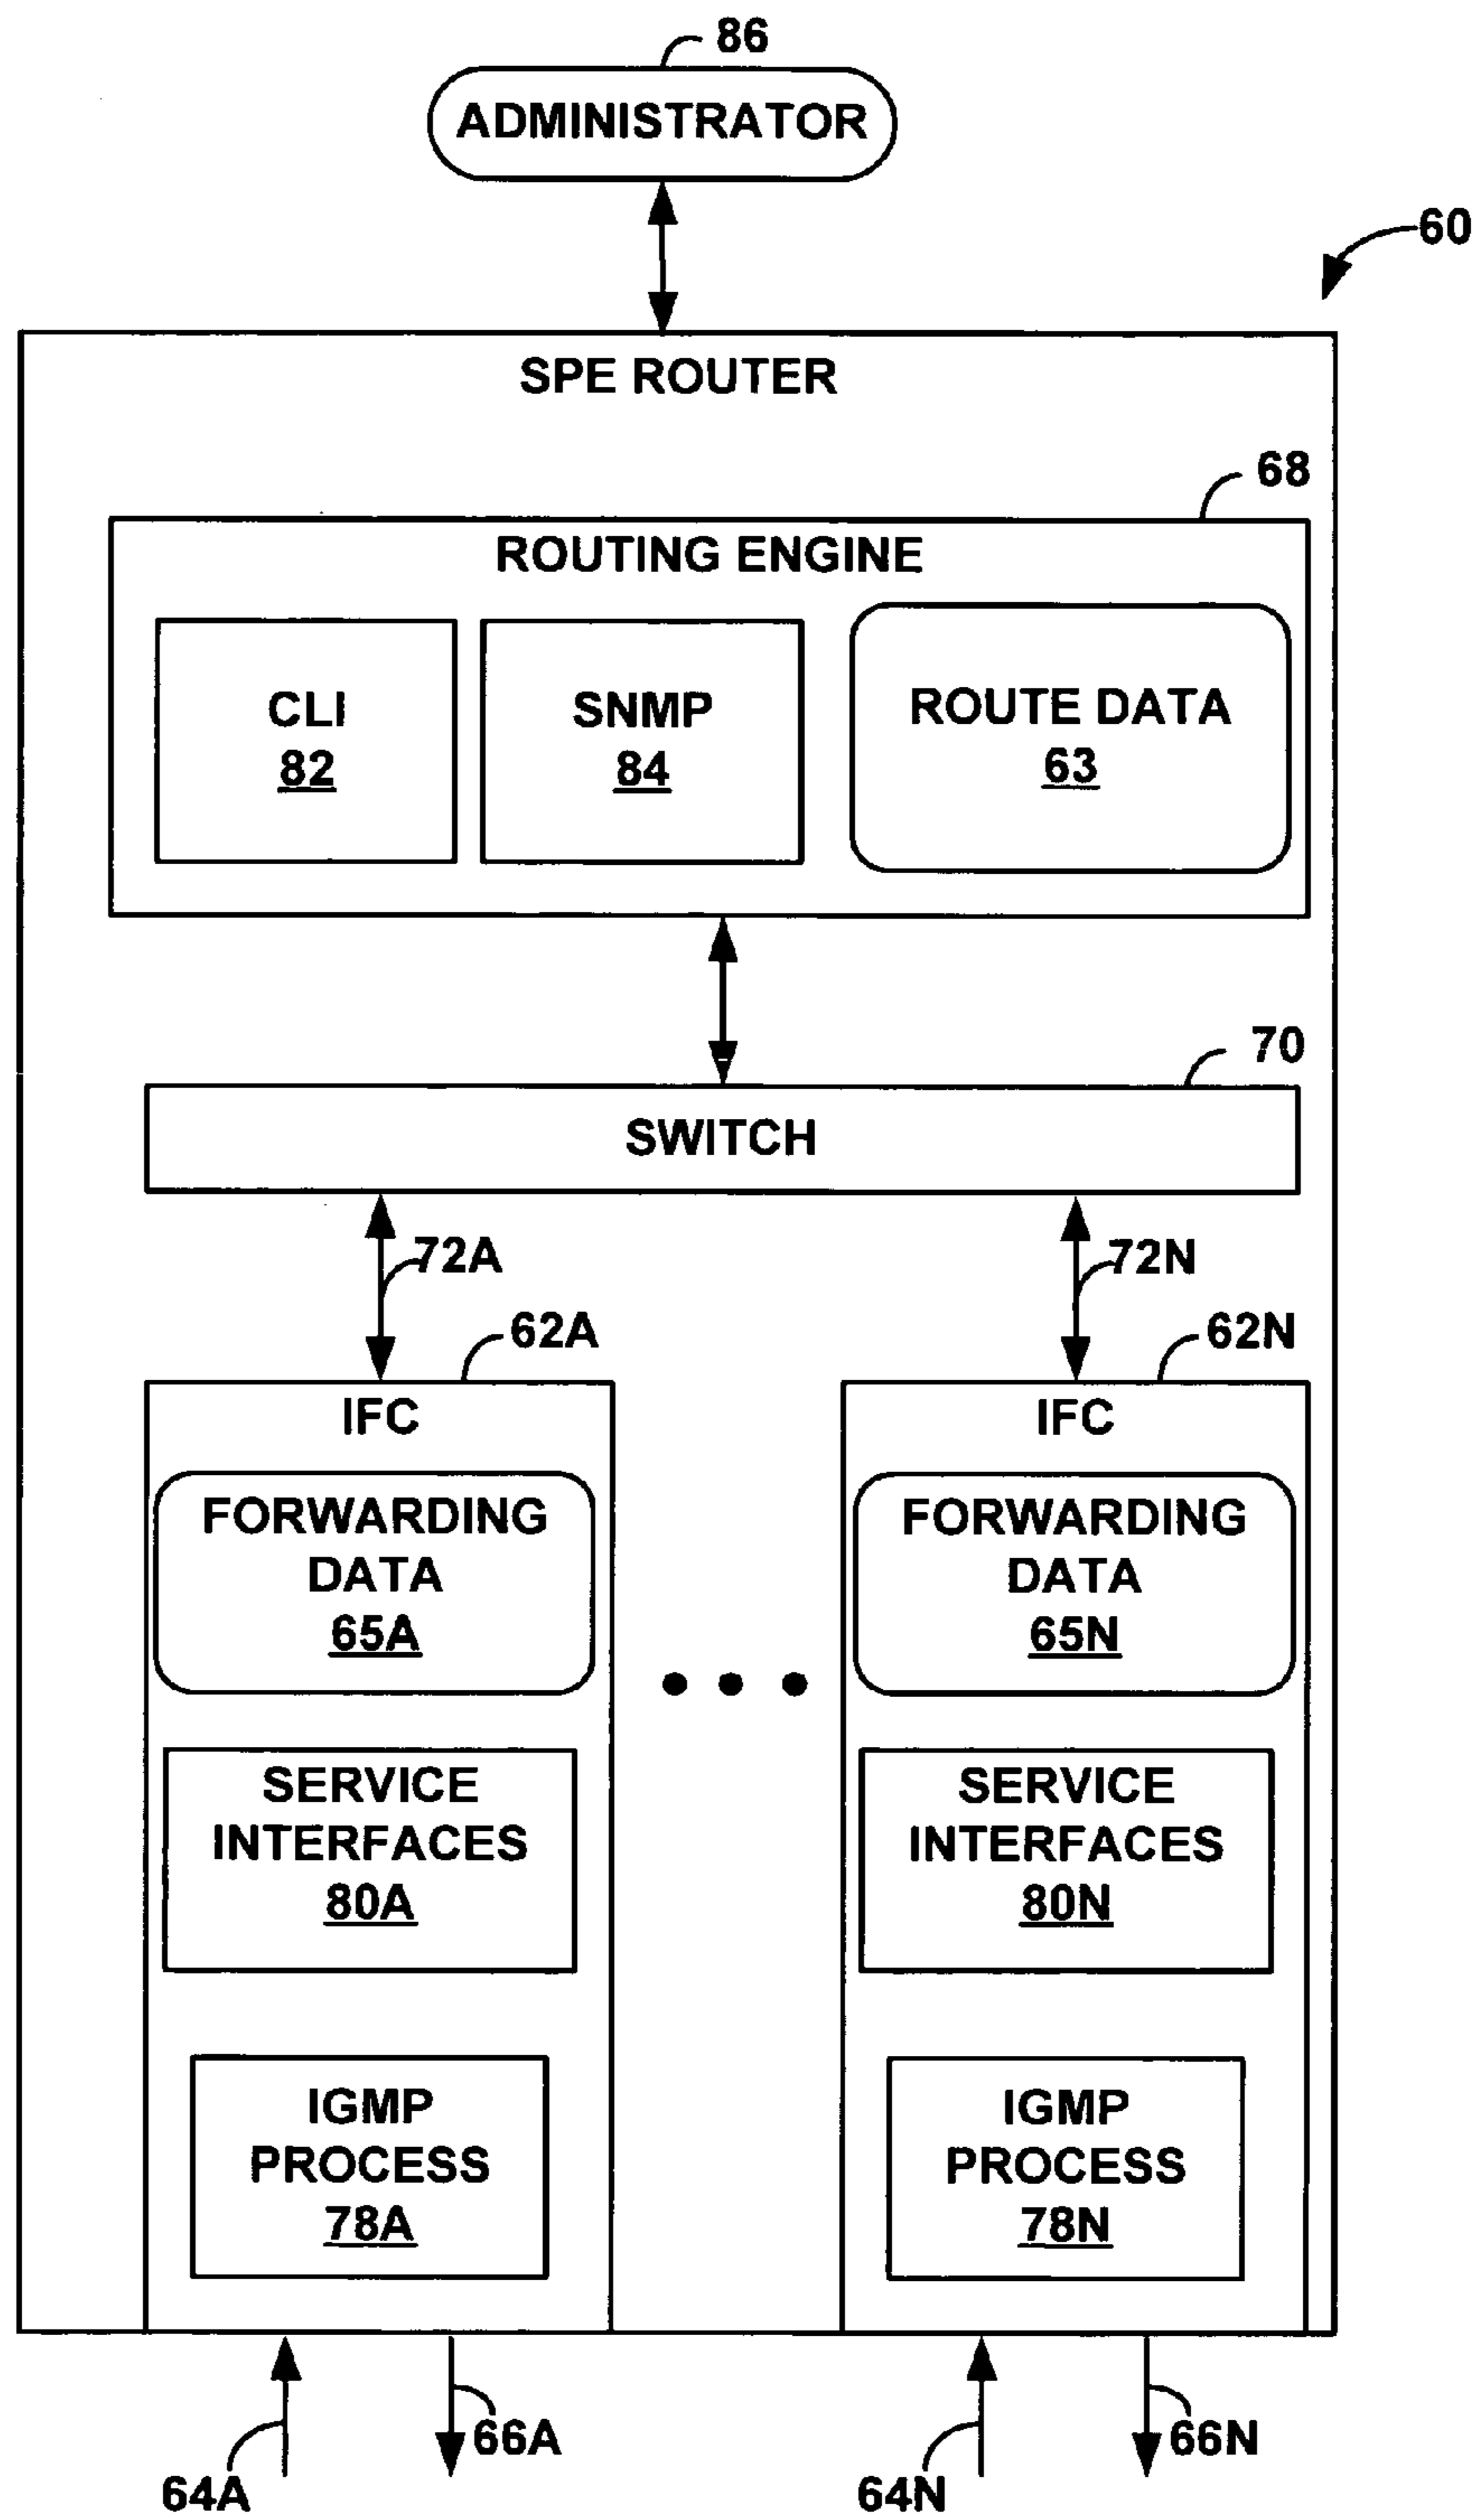 86
ADMINISTRATOR
60
SPE ROUTER
68
ROUTING ENGINE
CLI
82
SNMP
84
ROUTE DATA
63
70
SWITCH
72A
72N
62A
62N
IFC
FORWARDING
DATA
65A
SERVICE
INTERFACES
80A
IGMP
PROCESS
78A
IFC
FORWARDING
DATA
65N
SERVICE
INTERFACES
80N
IGMP
PROCESS
78N
64A
66A
64N
66N